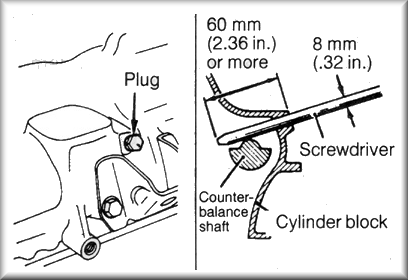 Plug
60 mm
(2.36 in.)
or more
8 mm
(.32 in.)
Screwdriver
Counter-
balance
shaft
Cylinder block